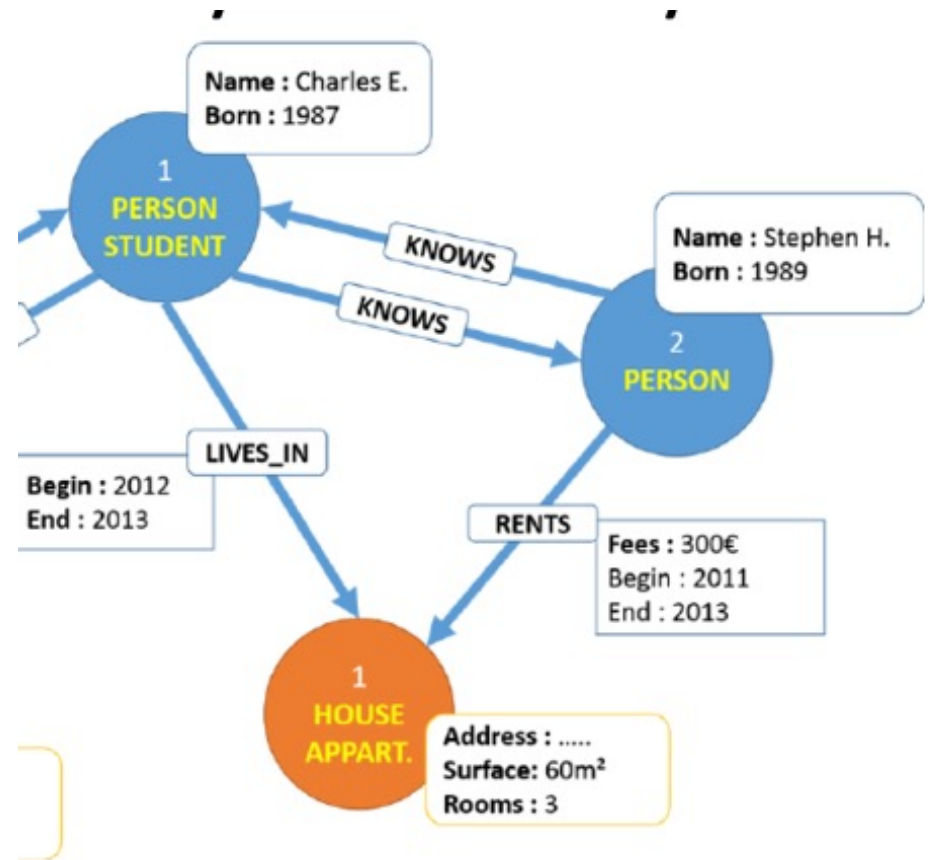 Name : Charles E.
Born : 1987
1
PERSON
STUDENT
KNOWS
Name : Stephen H.
Born : 1989
KNOWS
2
PERSON
LIVES_IN
Begin : 2012
End : 2013
RENTS
Fees : 300€
Begin : 2011
End : 2013
1
HOUSE
APPART.
Address : .....
Surface: 60m²
Rooms : 3